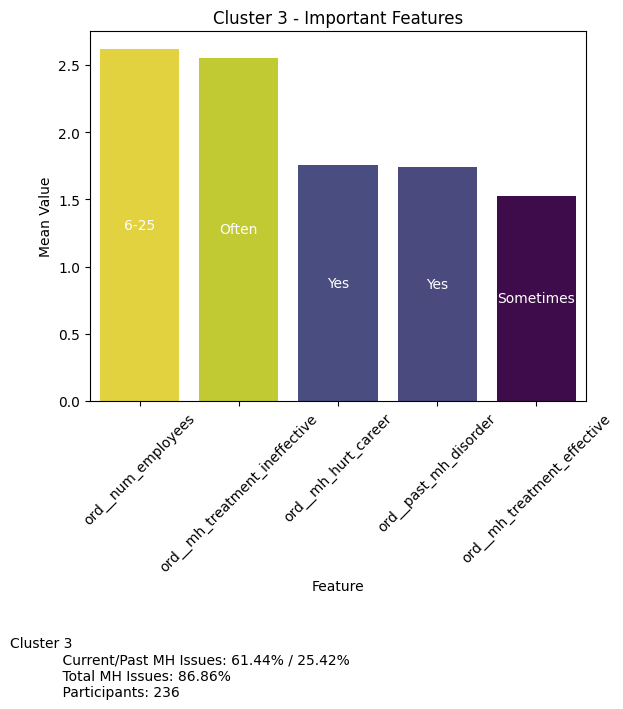 Cluster 3 - Important Features
Mean Value
2.5
2.0
1.5
1.0
0.5
0.0
6-25
Often
Yes
Yes
Sometimes
ord__num_employees
ord__mh_treatment_ineffective
ord__mh_hurt_career
ord__past_mh_disorder
ord__mh_treatment_effective
Feature
Cluster 3
Current/Past MH Issues: 61.44% / 25.42%
Total MH Issues: 86.86%
Participants: 236